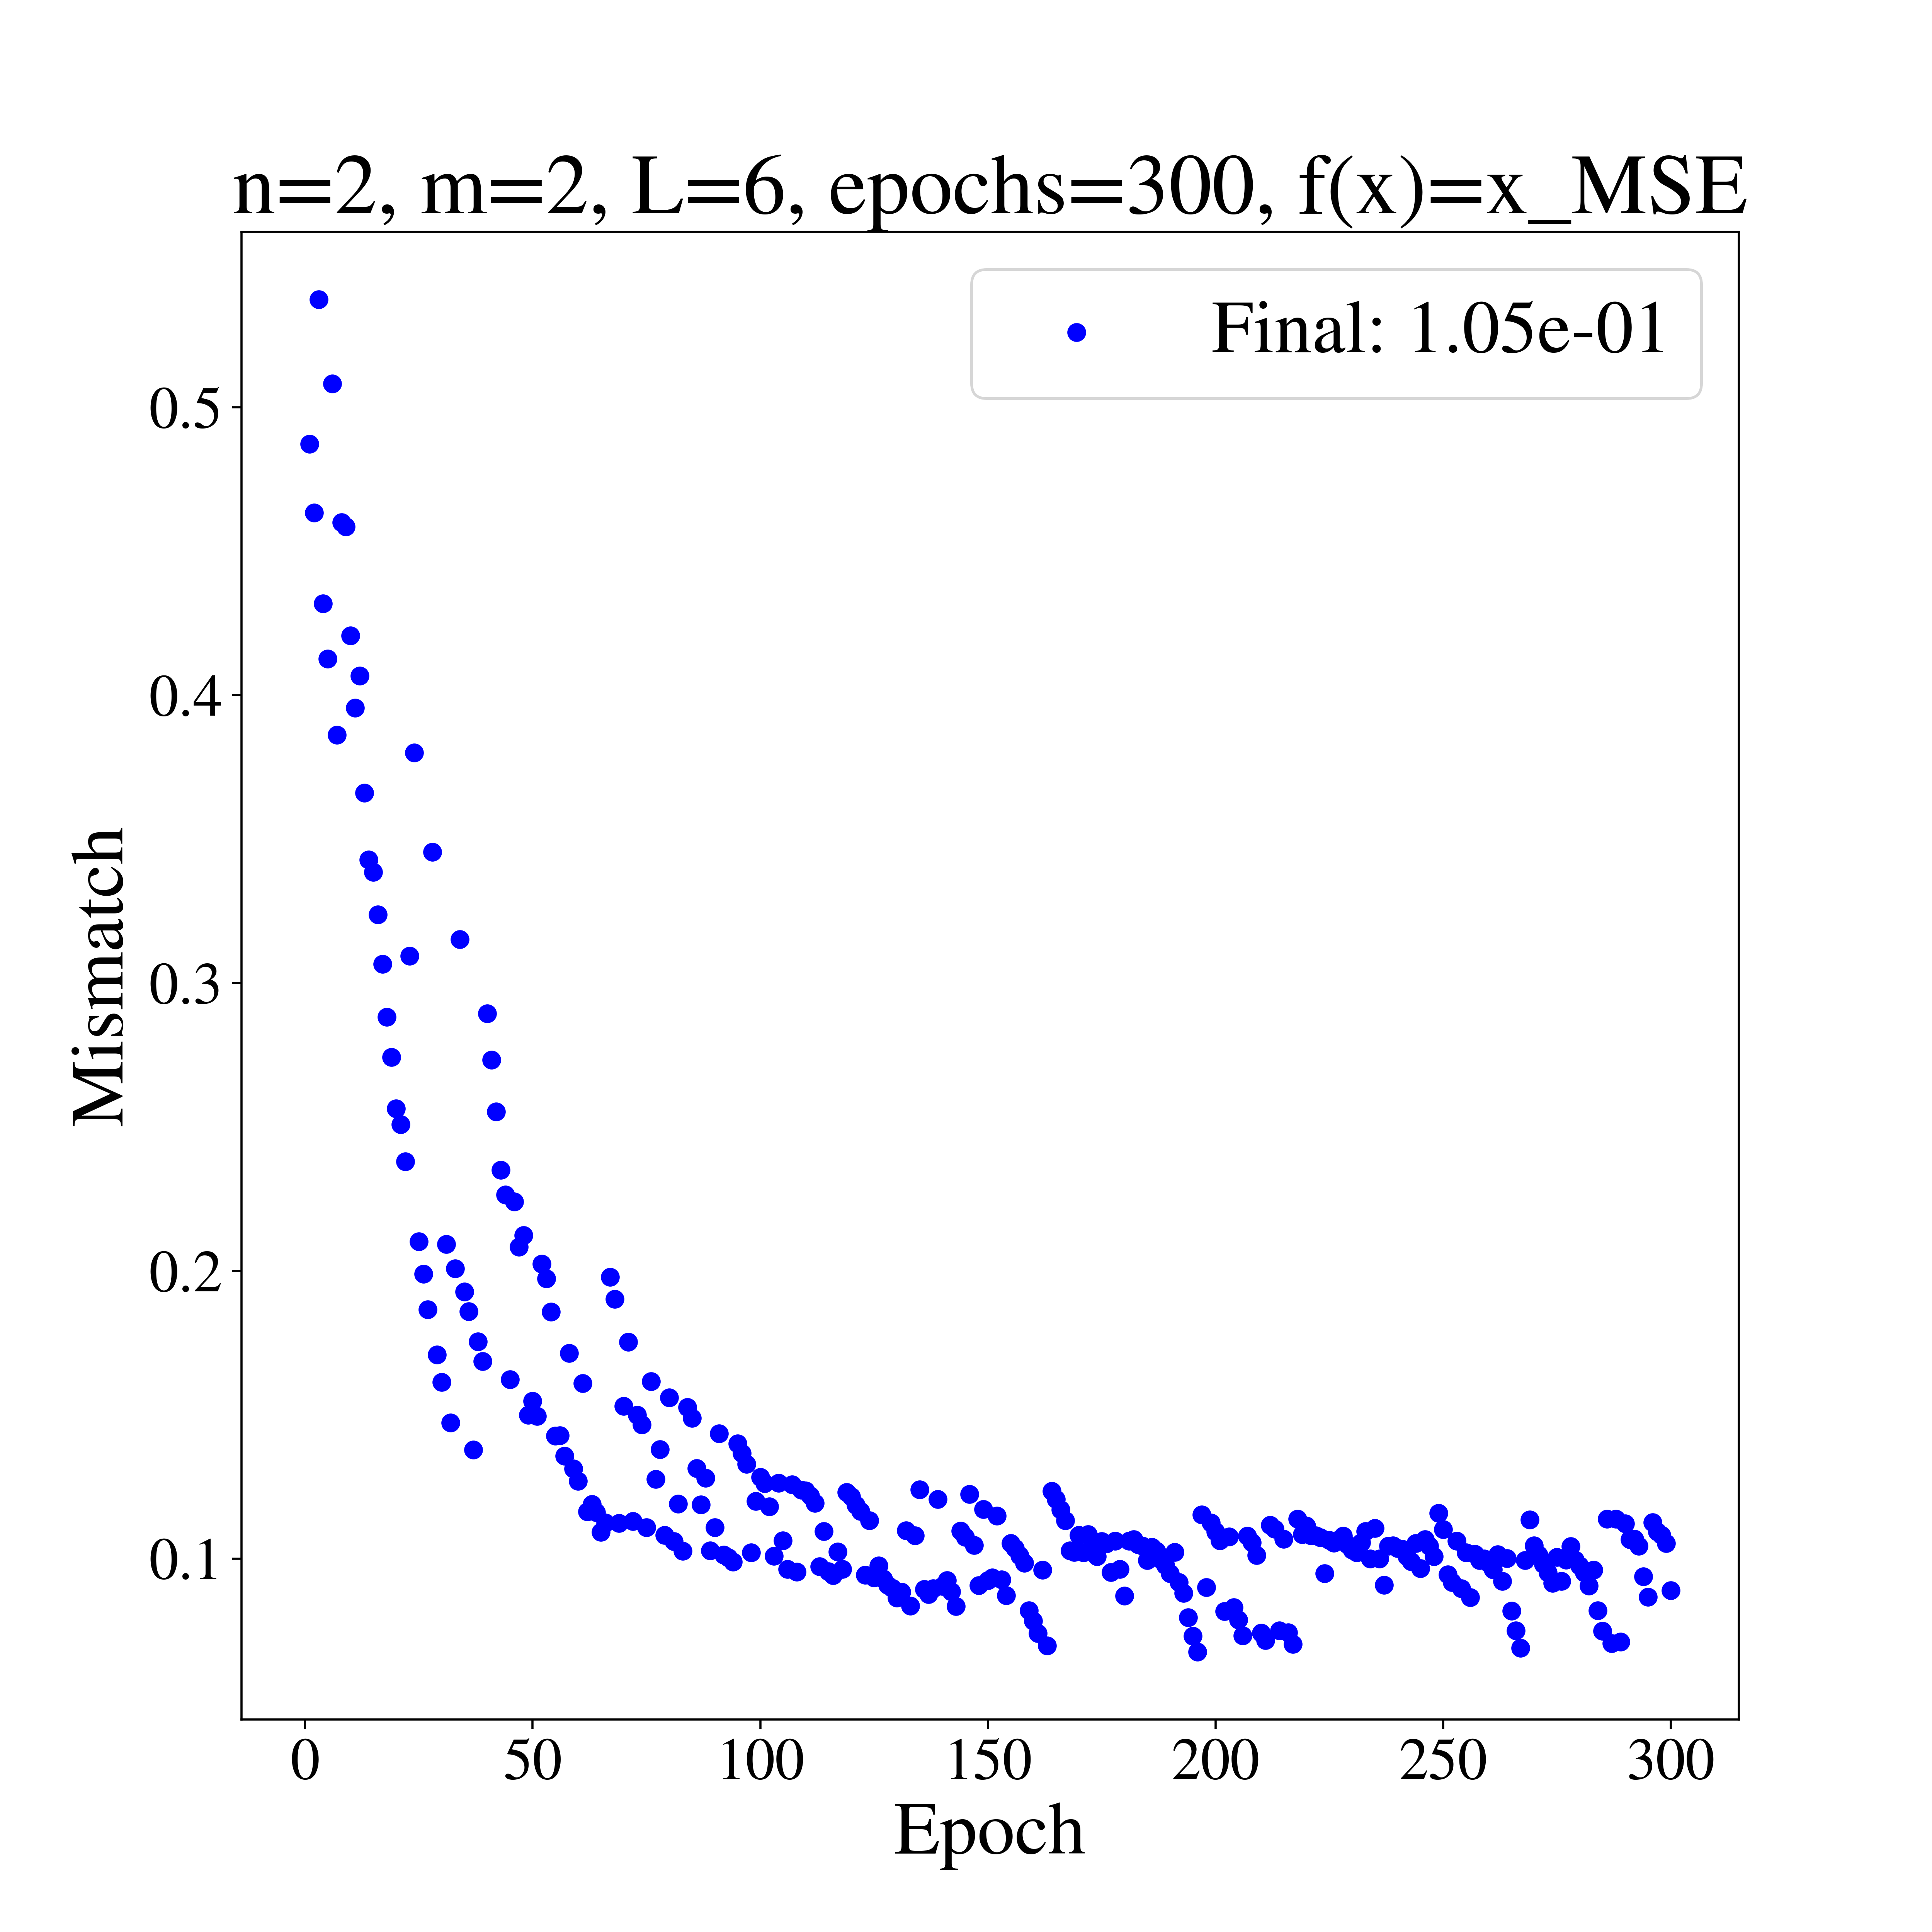 n=2, m=2, L=6, epochs=300, f(x)=x_MSE
Final: 1.05e-01
0.5
0.4
0.3
0.2
0.1
Mismatch
0 50 100 150 200 250 300
Epoch